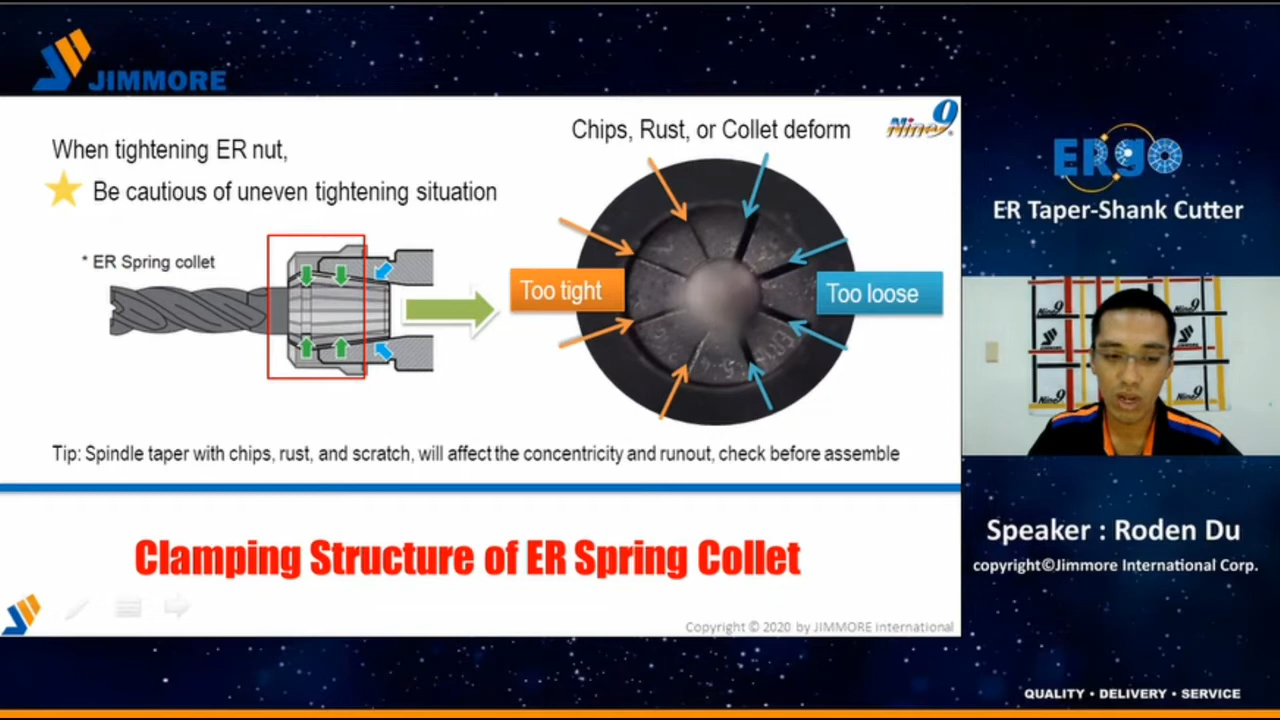 JIMMORE
When tightening ER nut,
Be cautious of uneven tightening situation
* ER Spring collet
Chips, Rust, or Collet deform
Nine9
Too tight
Too loose
Tip: Spindle taper with chips, rust, and scratch, will affect the concentricity and runout, check before assemble
Clamping Structure of ER Spring Collet
Copyright © 2020 by JIMMORE international
ERgo
ER Taper-Shank Cutter
Nine9
Nine9
Speaker : Roden Du
copyright©Jimmore International Corp.
QUALITY • DELIVERY • SERVICE